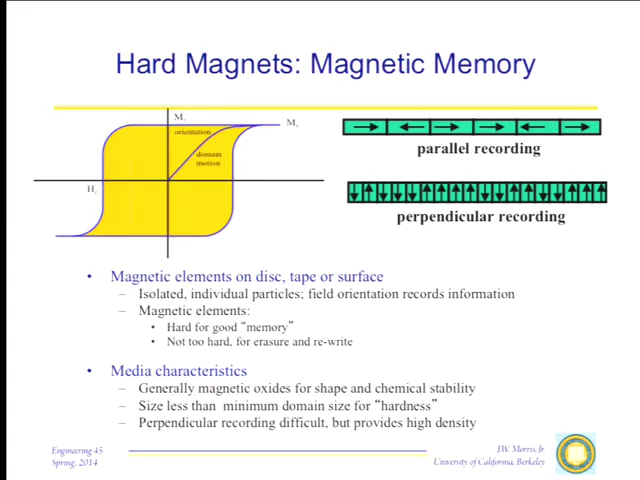 Hard Magnets: Magnetic Memory
Mr
orientation
Ms
domain
motion
Hc
parallel recording
perpendicular recording
• Magnetic elements on disc, tape or surface
– Isolated, individual particles; field orientation records information
– Magnetic elements:
• Hard for good “memory”
• Not too hard, for erasure and re-write
• Media characteristics
– Generally magnetic oxides for shape and chemical stability
– Size less than minimum domain size for “hardness”
– Perpendicular recording difficult, but provides high density
Engineering 45
Spring, 2014
J.W. Morris, Jr.
University of California, Berkeley